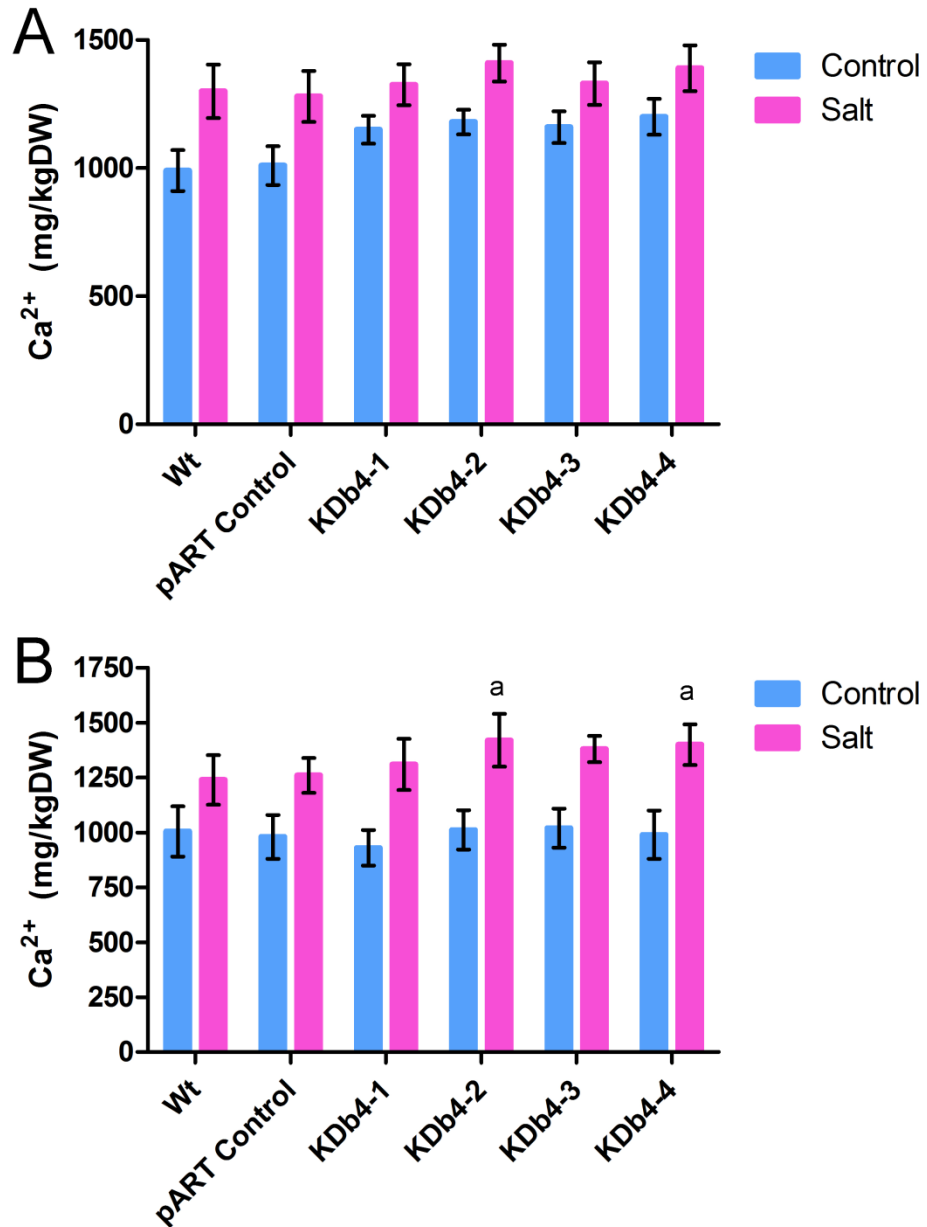 A
1500
1000
500
0
Ca²⁺ (mg/kgDW)
Control
Salt
Wt
pART Control
KDb4-1
KDb4-2
KDb4-3
KDb4-4
B
1750
1500
1250
1000
750
500
250
0
Ca²⁺ (mg/kgDW)
a
a
Control
Salt
Wt
pART Control
KDb4-1
KDb4-2
KDb4-3
KDb4-4